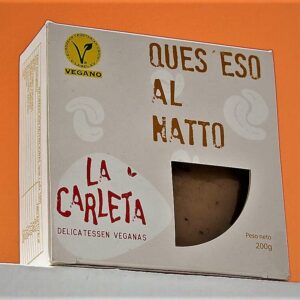 V
VEGANO
QUES'ESO
AL
NATTO
LA
CARLETA
DELICATESSEN VEGANAS
Peso neto
200g